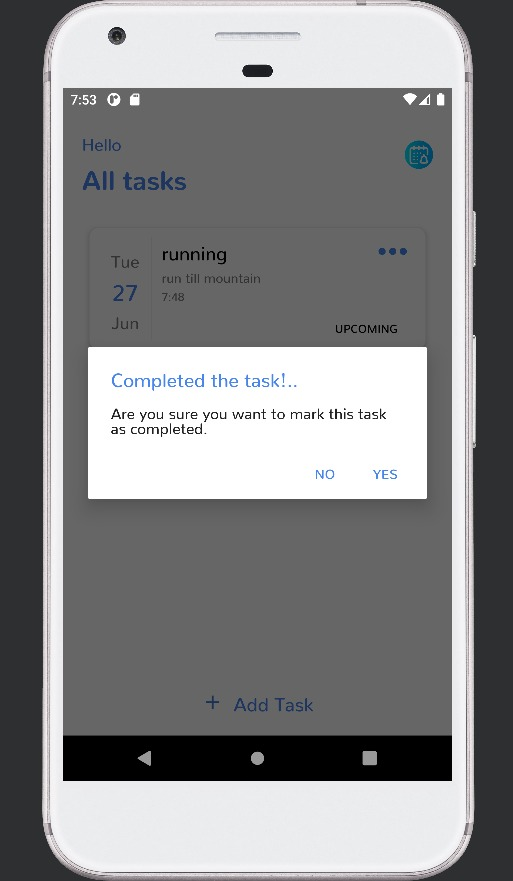 7:53
Hello
All tasks
Tue
27
Jun
running
run till mountain
7:48
UPCOMING
Completed the task!..
Are you sure you want to mark this task
as completed.
NO YES
+ Add Task